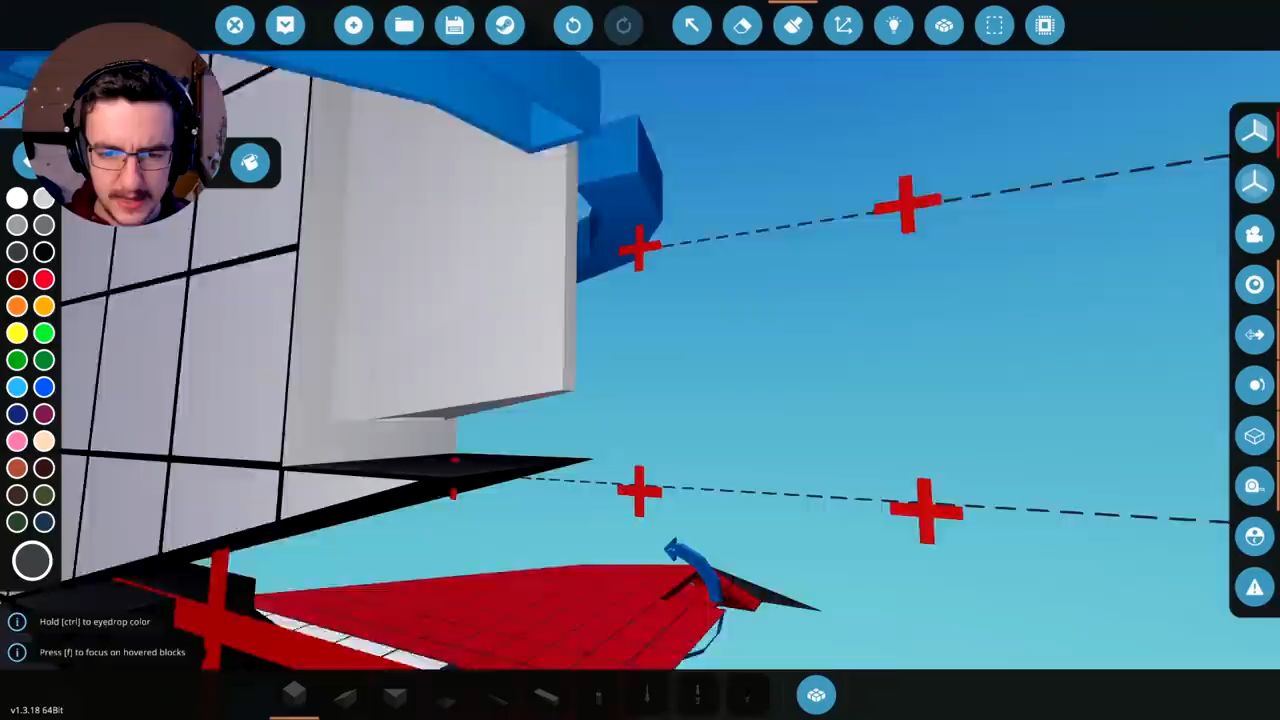 Hold [ctrl] to eyedrop color
Press [f] to focus on hovered blocks
v1.3.18 64Bit